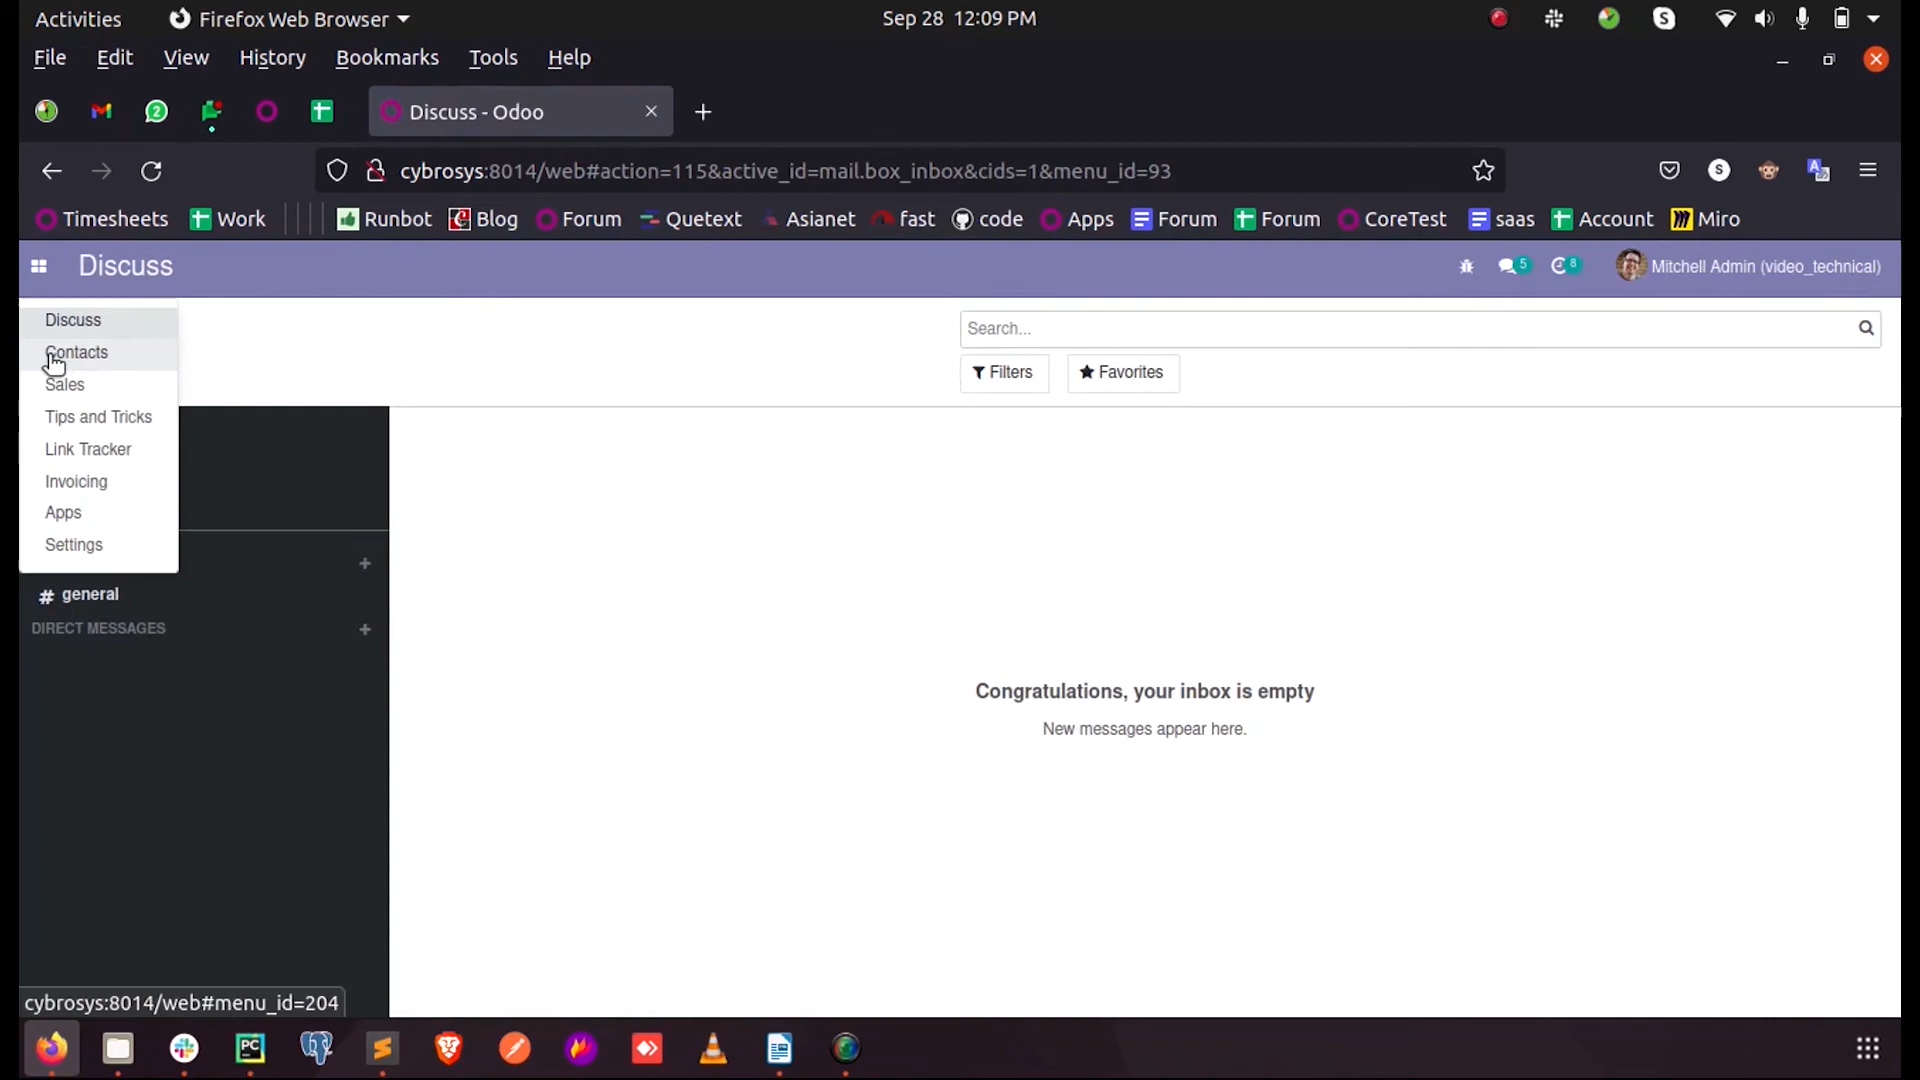 Activities Firefox Web Browser Sep 28 12:09 PM S
File Edit View History Bookmarks Tools Help
2 Discuss - Odoo
cybrosys:8014/web#action=115&active_id=mail.box_inbox&cids=1&menu_id=93 S
Timesheets Work Runbot Blog Forum Quetext Asianet fast code Apps Forum Forum CoreTest saas Account Miro
Discuss 5 8 Mitchell Admin (video_technical)
Discuss
Search...
Contacts
Filters Favorites
Sales
Tips and Tricks
Link Tracker
Invoicing
Apps
Settings
# general
DIRECT MESSAGES +
Congratulations, your inbox is empty
New messages appear here.
cybrosys:8014/web#menu_id=204
PC